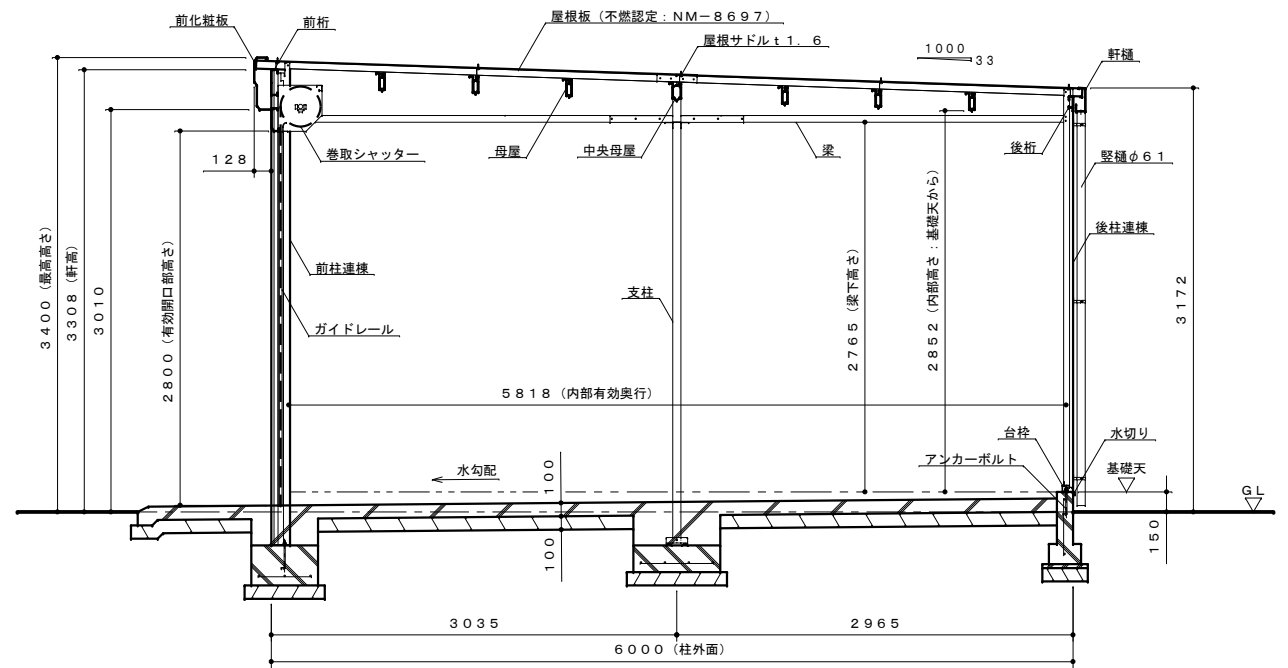 前化粧板
前桁
屋根板（不燃認定：ＮＭ－８６９７）
屋根サドルｔ１．６
１０００
３３
軒樋
巻取シャッター
母屋
中央母屋
梁
後桁
竪樋φ６１
１２８
３４００（最高高さ）
３３０８（軒高）
３０１０
２８００（有効開口部高さ）
前柱連棟
ガイドレール
支柱
２７６５（梁下高さ）
２８５２（内部高さ：基礎天から）
後柱連棟
３１７２
５８１８（内部有効奥行）
台枠
水切り
アンカーボルト
基礎天
水勾配
１００
１００
ＧＬ
１５０
３０３５
２９６５
６０００（柱外面）